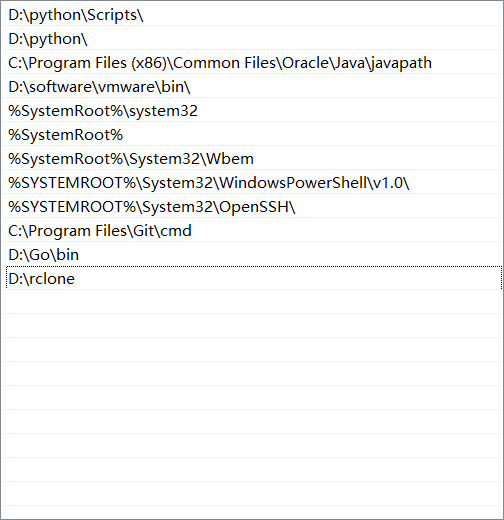 D:\python\Scripts\
D:\python\
C:\Program Files (x86)\Common Files\Oracle\Java\javapath
D:\software\vmware\bin\
%SystemRoot%\system32
%SystemRoot%
%SystemRoot%\System32\Wbem
%SYSTEMROOT%\System32\WindowsPowerShell\v1.0\
%SYSTEMROOT%\System32\OpenSSH\
C:\Program Files\Git\cmd
D:\Go\bin
D:\rclone